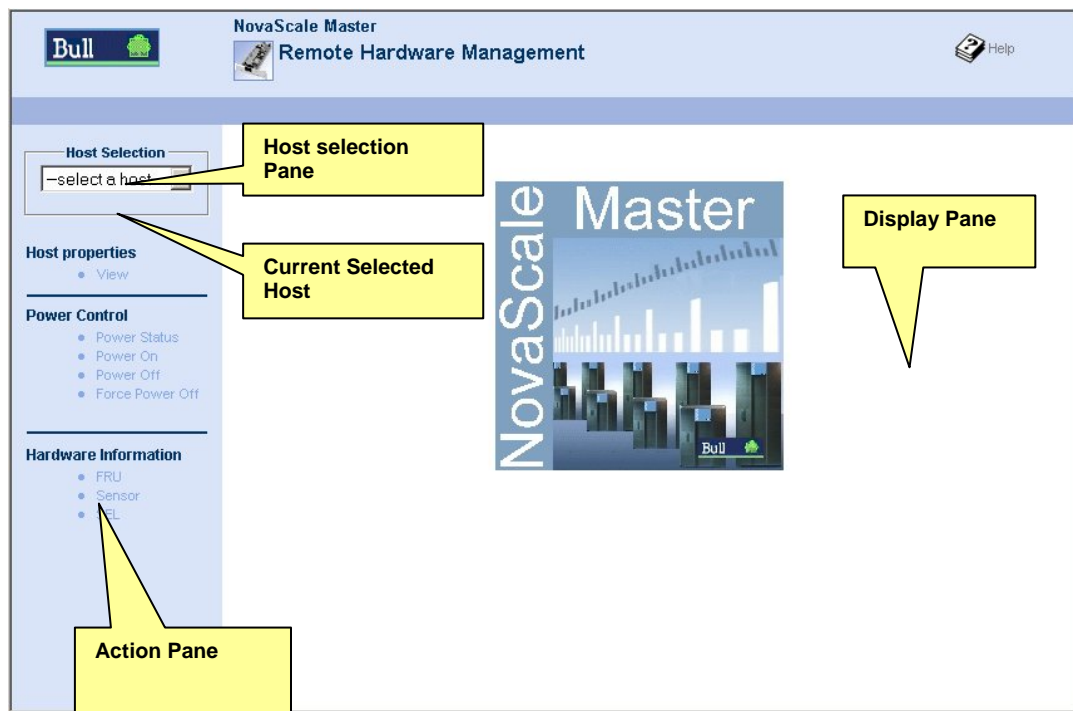 Bull
NovaScale Master
Remote Hardware Management
Help
Host Selection
--select a host
Host selection
Pane
Current Selected
Host
Display Pane
Host properties
View
Power Control
Power Status
Power On
Power Off
Force Power Off
Hardware Information
FRU
Sensor
Action Pane
NovaScale
Master
Bull